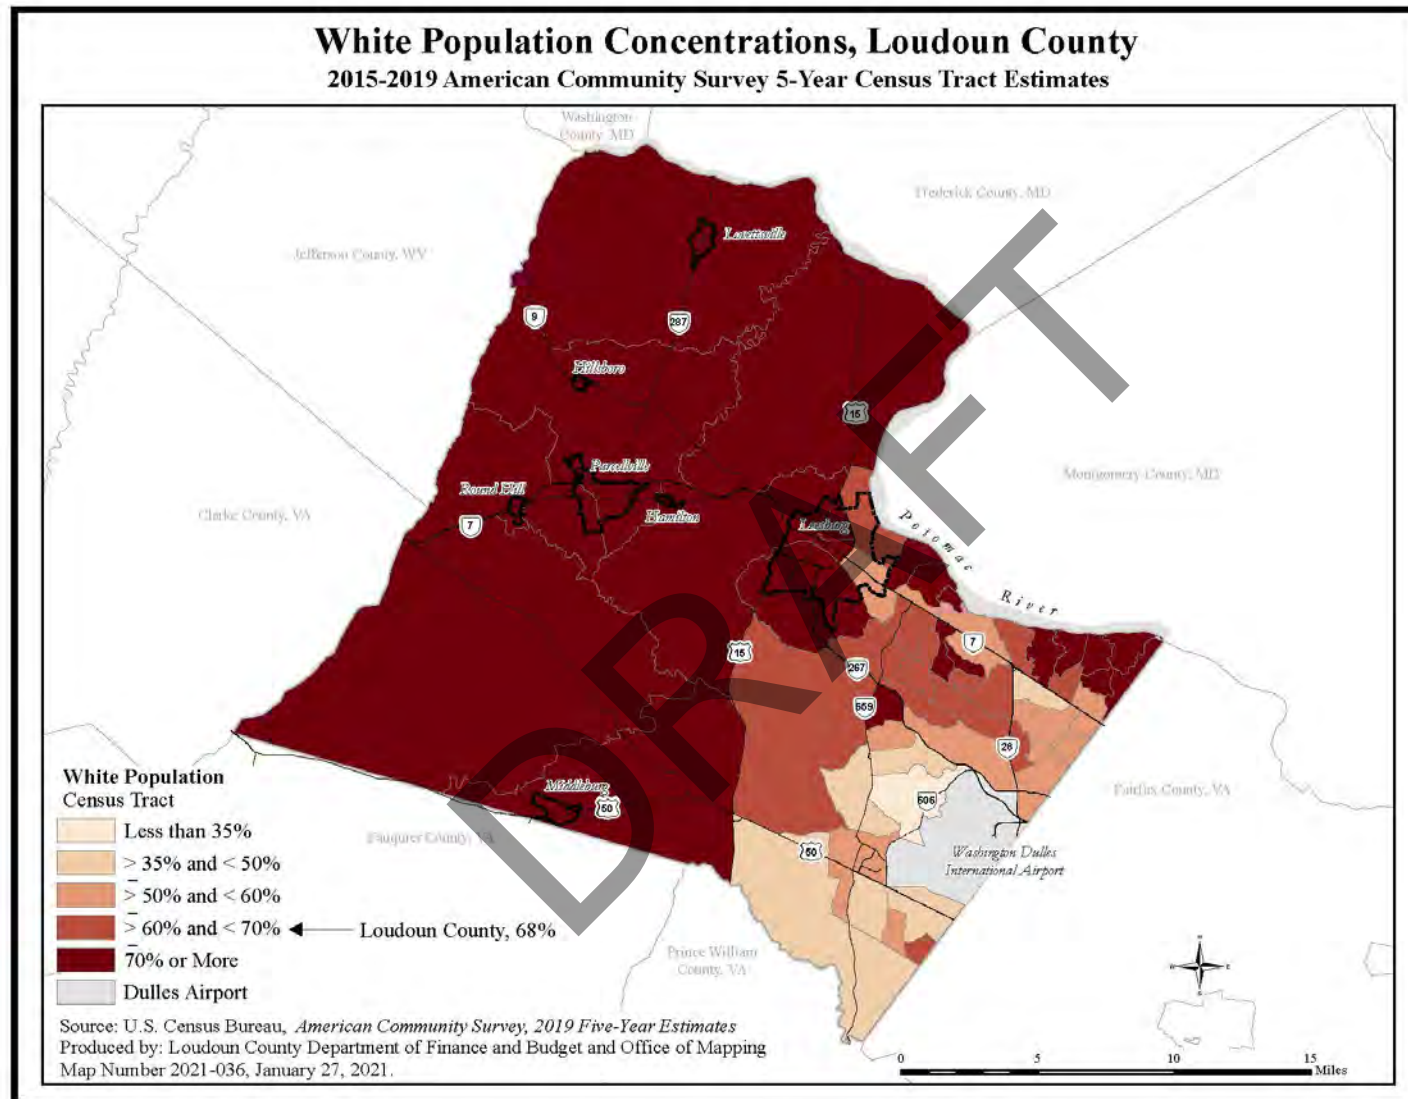 White Population Concentrations, Loudoun County
2015-2019 American Community Survey 5-Year Census Tract Estimates
Washington
County, MD
Frederick County, MD
Jefferson County, WV
Lovettsville
9
287
Hillsboro
15
Montgomery County, MD
Purcellville
Round Hill
Clarke County, VA
7
Hamilton
Leesburg
Potomac
River
7
15
267
659
28
Fairfax County, VA
606
Middleburg
50
Fauquier County, VA
50
Washington Dulles
International Airport
Prince William
County, VA
DRAFT
White Population
Census Tract
Less than 35%
> 35% and < 50%
> 50% and < 60%
> 60% and < 70%
Loudoun County, 68%
70% or More
Dulles Airport
N
W
E
S
Source: U.S. Census Bureau, American Community Survey, 2019 Five-Year Estimates
Produced by: Loudoun County Department of Finance and Budget and Office of Mapping
Map Number 2021-036, January 27, 2021.
0 5 10 15
Miles